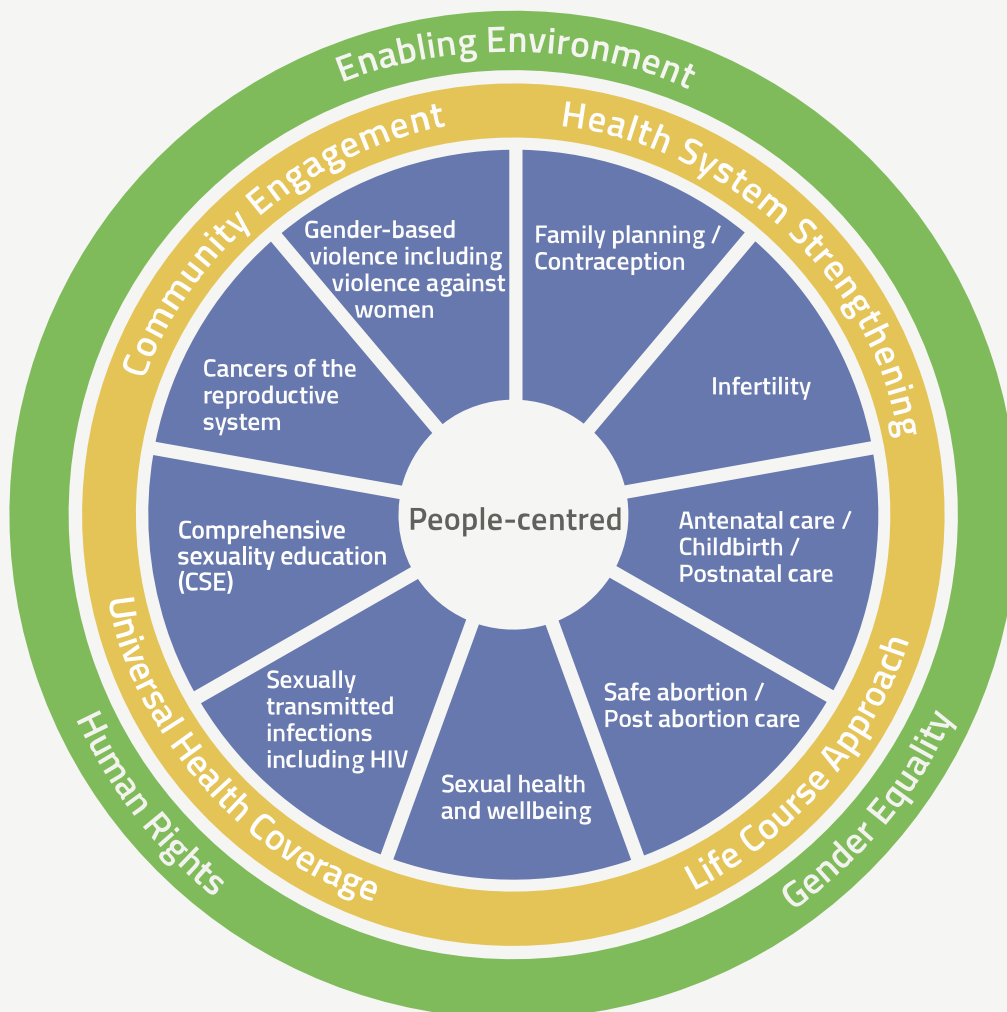 Enabling Environment
Community Engagement
Health System Strengthening
Gender-based
violence including
violence against
women
Family planning /
Contraception
Cancers of the
reproductive
system
Infertility
People-centred
Comprehensive
sexuality education
(CSE)
Antenatal care /
Childbirth /
Postnatal care
Sexually
transmitted
infections
including HIV
Safe abortion /
Post abortion care
Sexual health
and wellbeing
Universal Health Coverage
Life Course Approach
Human Rights
Gender Equality